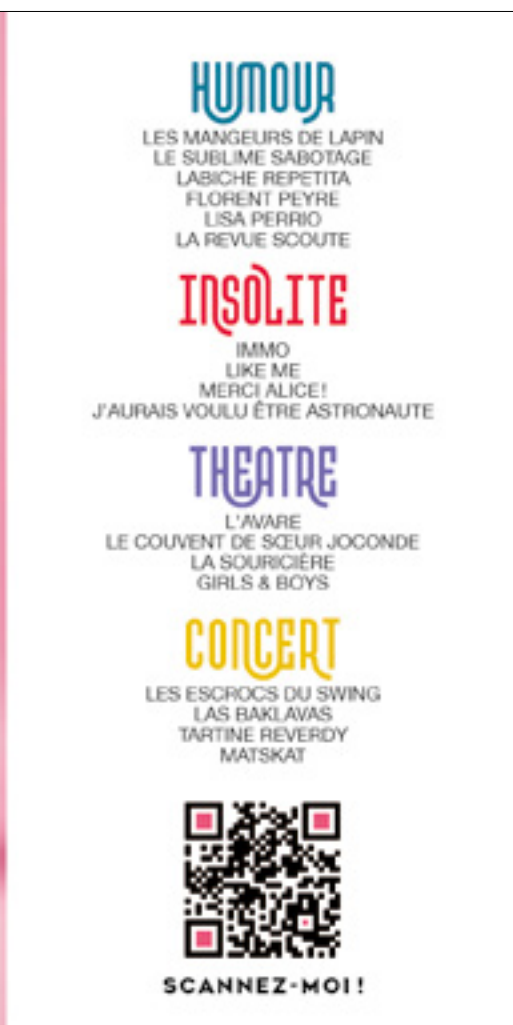 HUMOUR
LES MANGEURS DE LAPIN
LE SUBLIME SABOTAGE
LABICHE REPETITA
FLORENT PEYRE
LISA PERRIO
LA REVUE SCOUTE
INSOLITE
IMMO
LIKE ME
MERCI ALICE!
J'AURAIS VOULU ÊTRE ASTRONAUTE
THEATRE
L'AVARE
LE COUVENT DE SŒUR JOCONDE
LA SOURICIÈRE
GIRLS & BOYS
CONCERT
LES ESCROCS DU SWING
LAS BAKLAVAS
TARTINE REVERDY
MATSKAT
SCANNEZ-MOI!